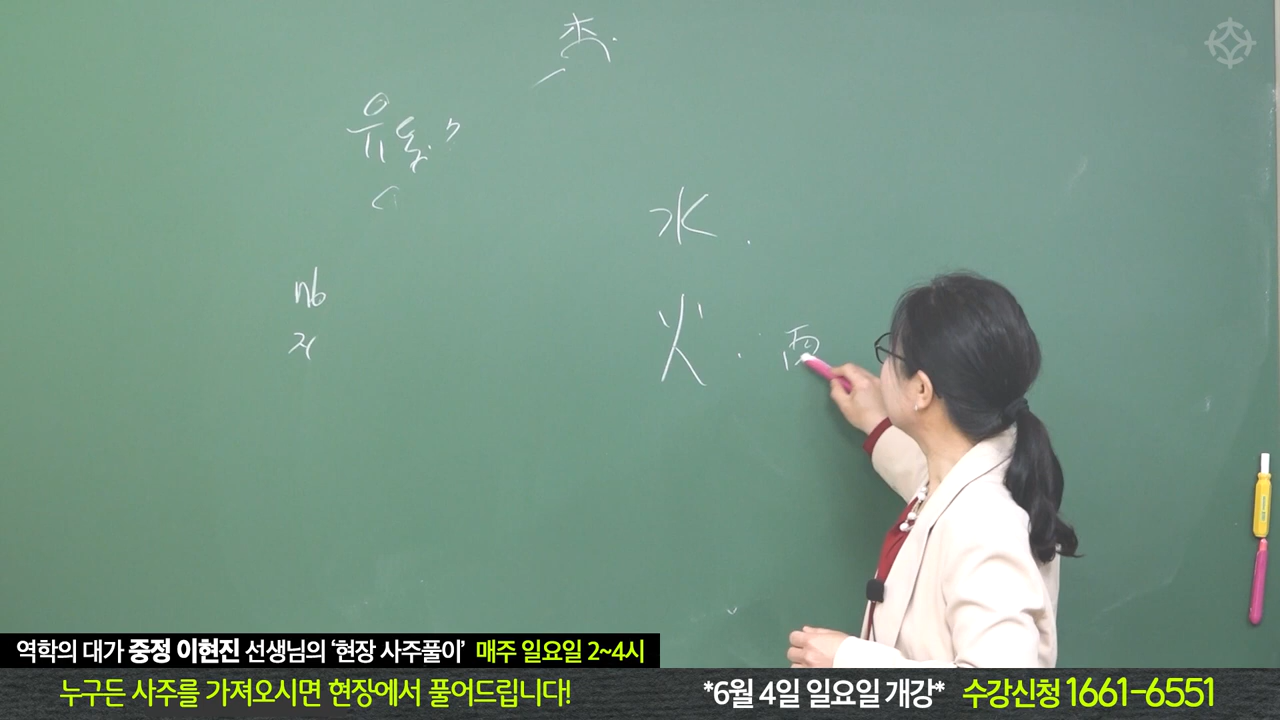 유통
水
火
역학의 대가 중정 이현진 선생님의 '현장 사주풀이' 매주 일요일 2~4시
누구든 사주를 가져오시면 현장에서 풀어드립니다!
*6월 4일 일요일 개강* 수강신청 1661-6551